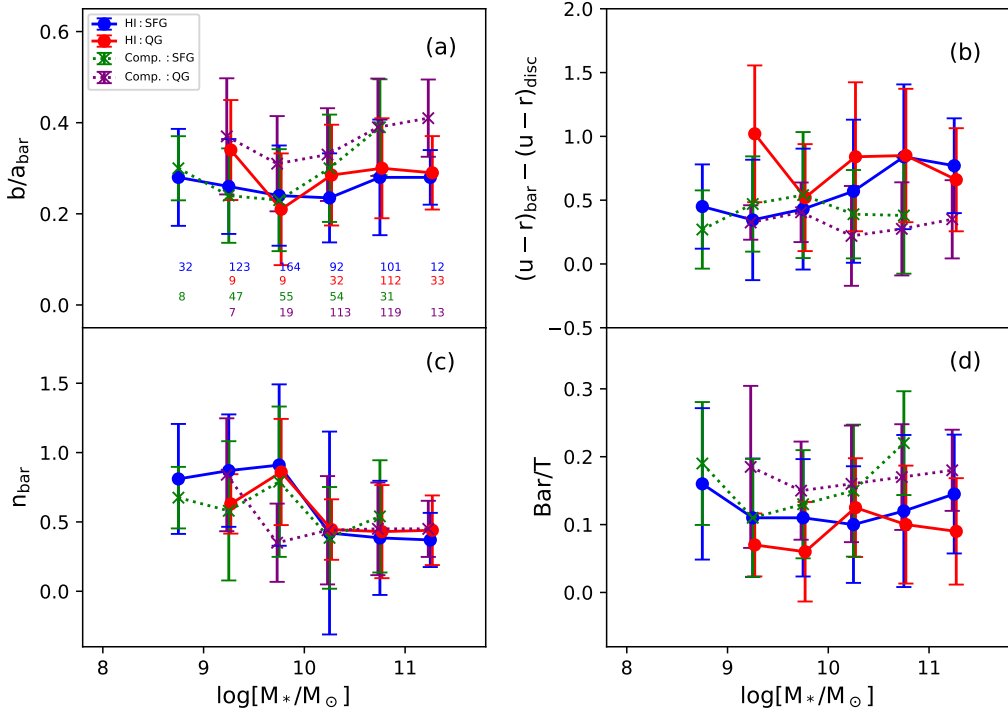 HI: SFG
HI: QG
Comp. : SFG
Comp. : QG
(a)
0.6
0.4
0.2
0.0
b/a_bar
32 123 164 92 101 12
9 9 32 112 33
8 47 55 54 31
7 19 113 119 13
(b)
2.0
1.5
1.0
0.5
0.0
−0.5
(u − r)_bar − (u − r)_disc
(c)
1.5
1.0
0.5
0.0
n_bar
8 9 10 11
log[M_*/M_⊙]
(d)
0.3
0.2
0.1
0.0
Bar/T
8 9 10 11
log[M_*/M_⊙]